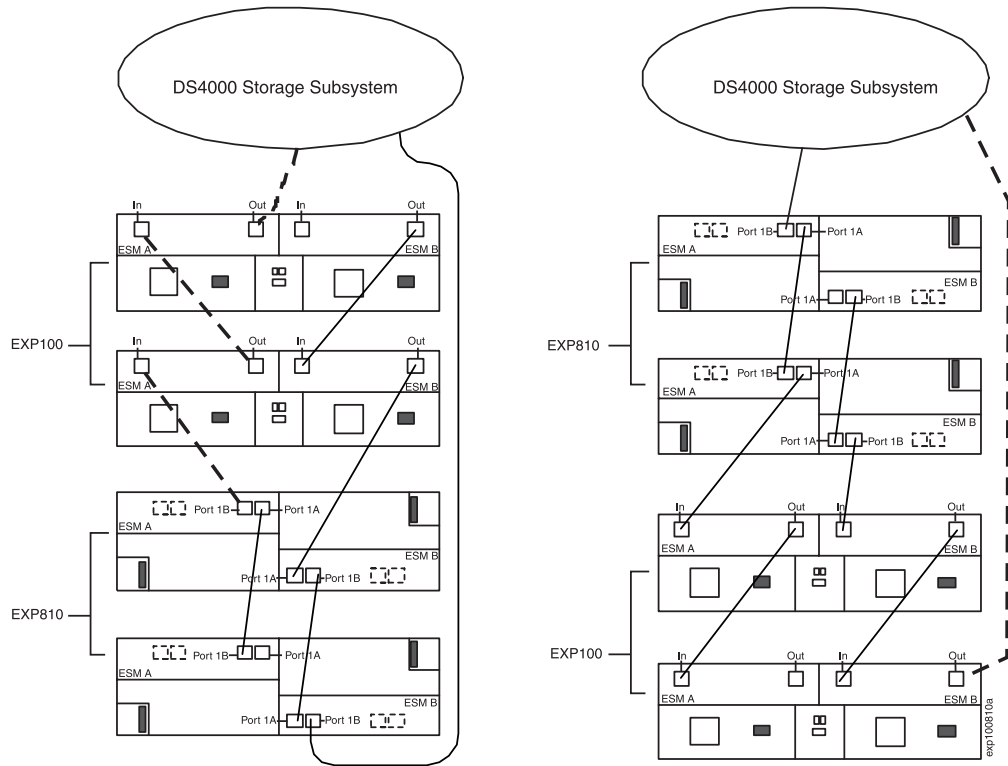 DS4000 Storage Subsystem
In Out In Out
ESM A ESM B
EXP100
In Out In Out
ESM A ESM B
Port 1B Port 1A
ESM A
ESM B
Port 1A Port 1B
EXP810
Port 1B Port 1A
ESM A
ESM B
Port 1A Port 1B
DS4000 Storage Subsystem
Port 1B Port 1A
ESM A
ESM B
Port 1A Port 1B
EXP810
Port 1B Port 1A
ESM A
ESM B
Port 1A Port 1B
In Out In Out
ESM A ESM B
EXP100
In Out In Out
ESM A ESM B
exp100810a